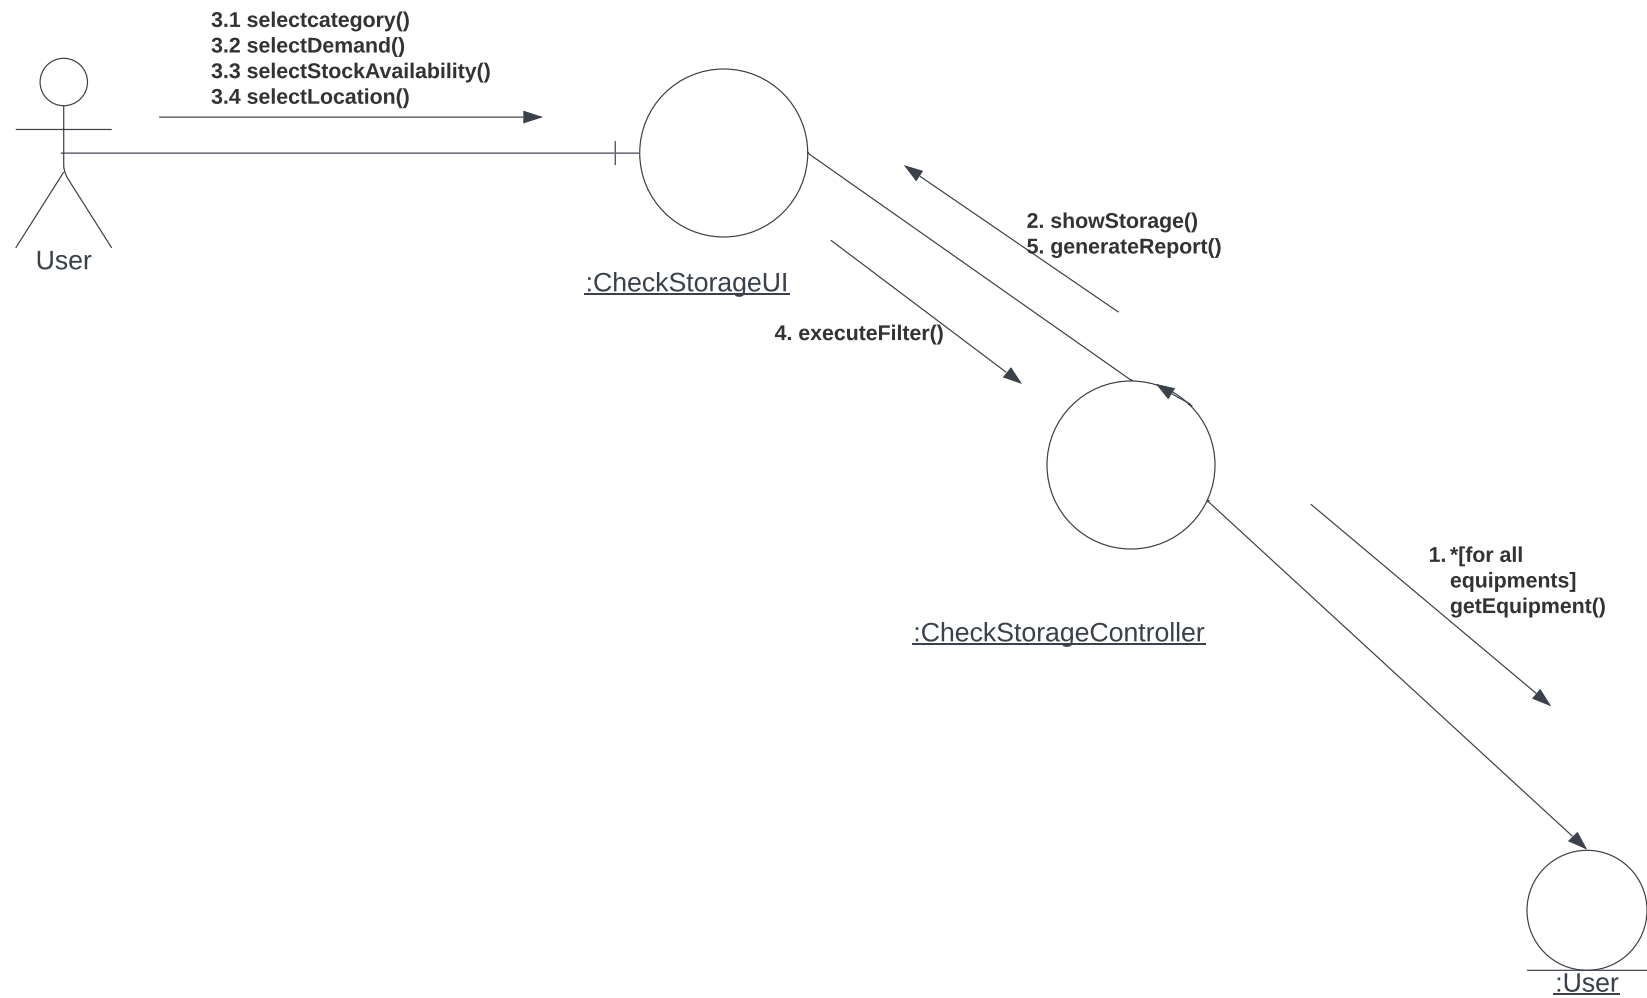 3.1 selectcategory()
3.2 selectDemand()
3.3 selectStockAvailability()
3.4 selectLocation()
User
:CheckStorageUI
2. showStorage()
5. generateReport()
4. executeFilter()
:CheckStorageController
1. *[for all
equipments]
getEquipment()
:User